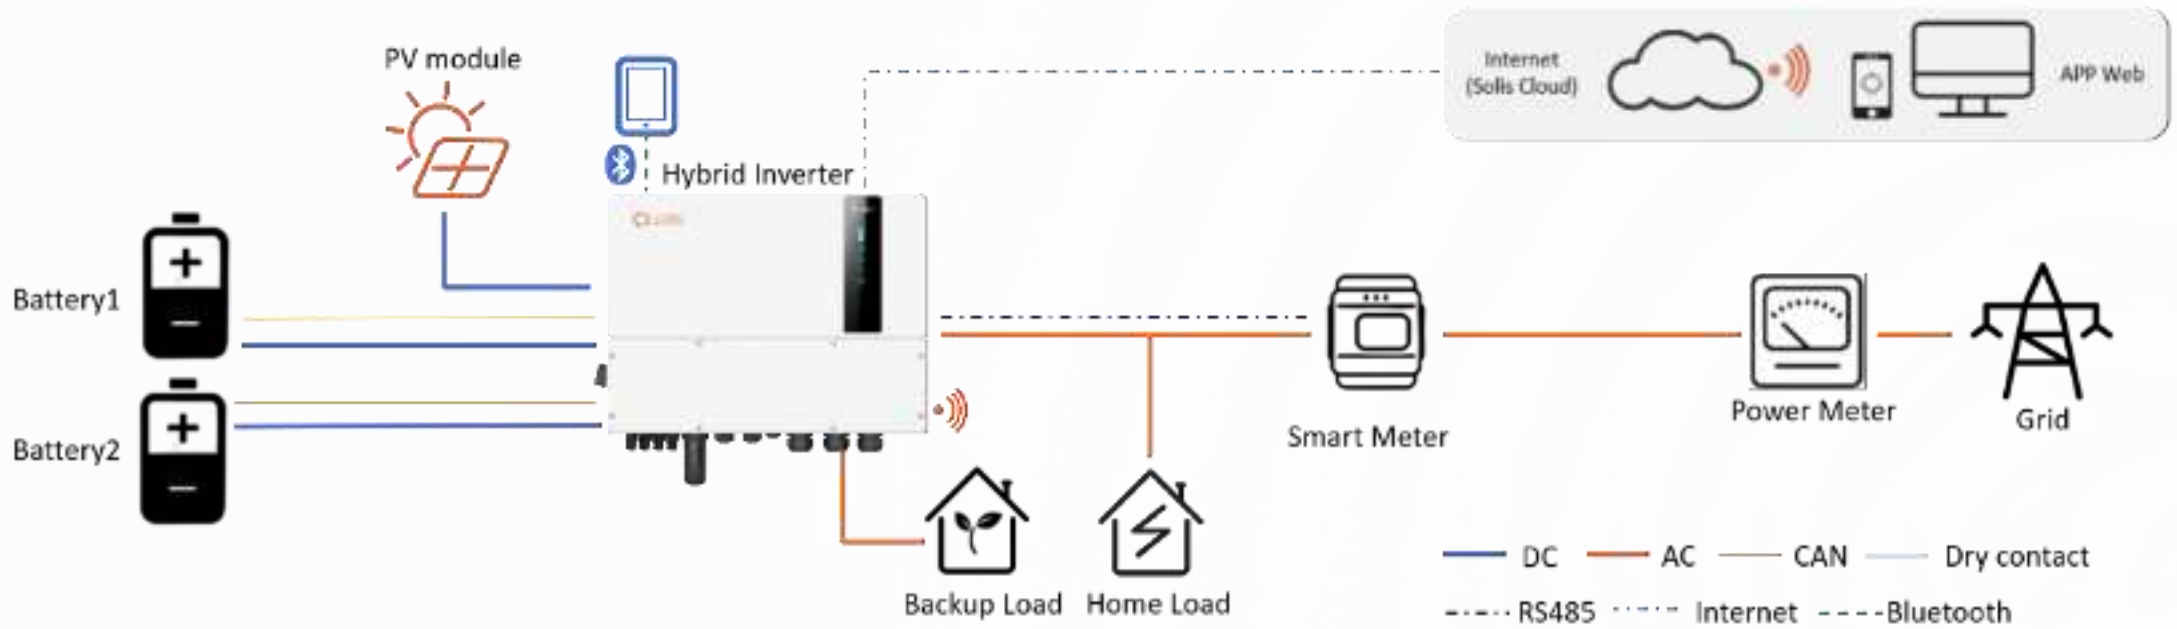 PV module
Internet
(Solis Cloud)
APP Web
Hybrid Inverter
Battery1
Battery2
Smart Meter
Power Meter
Grid
Backup Load
Home Load
DC
AC
CAN
Dry contact
RS485
Internet
Bluetooth